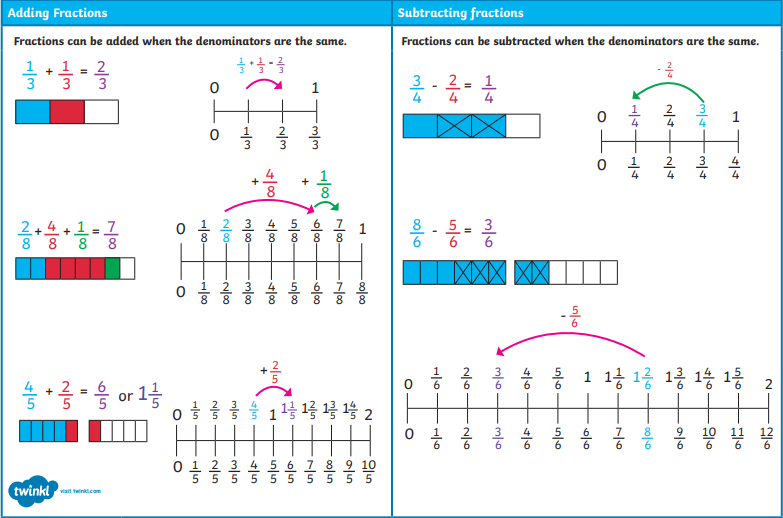 Adding Fractions
Fractions can be added when the denominators are the same.
1/3 + 1/3 = 2/3
1/3 + 1/3 - 2/3
0 1
0 1/3 2/3 3/3
+ 4/8 + 1/8
2/8 + 4/8 + 1/8 = 7/8
0 1/8 2/8 3/8 4/8 5/8 6/8 7/8 1
0 1/8 2/8 3/8 4/8 5/8 6/8 7/8 8/8
+ 2/5
4/5 + 2/5 = 6/5 or 1 1/5
0 1/5 2/5 3/5 4/5 1 1 1/5 1 2/5 1 3/5 1 4/5 2
0 1/5 2/5 3/5 4/5 5/5 6/5 7/5 8/5 9/5 10/5
twinkl
visit twinkl.com
Subtracting fractions
Fractions can be subtracted when the denominators are the same.
3/4 - 2/4 = 1/4
- 2/4
0 1/4 2/4 3/4 1
0 1/4 2/4 3/4 4/4
8/6 - 5/6 = 3/6
- 5/6
0 1/6 2/6 3/6 4/6 5/6 1 1 1/6 1 2/6 1 3/6 1 4/6 1 5/6 2
0 1/6 2/6 3/6 4/6 5/6 6/6 7/6 8/6 9/6 10/6 11/6 12/6